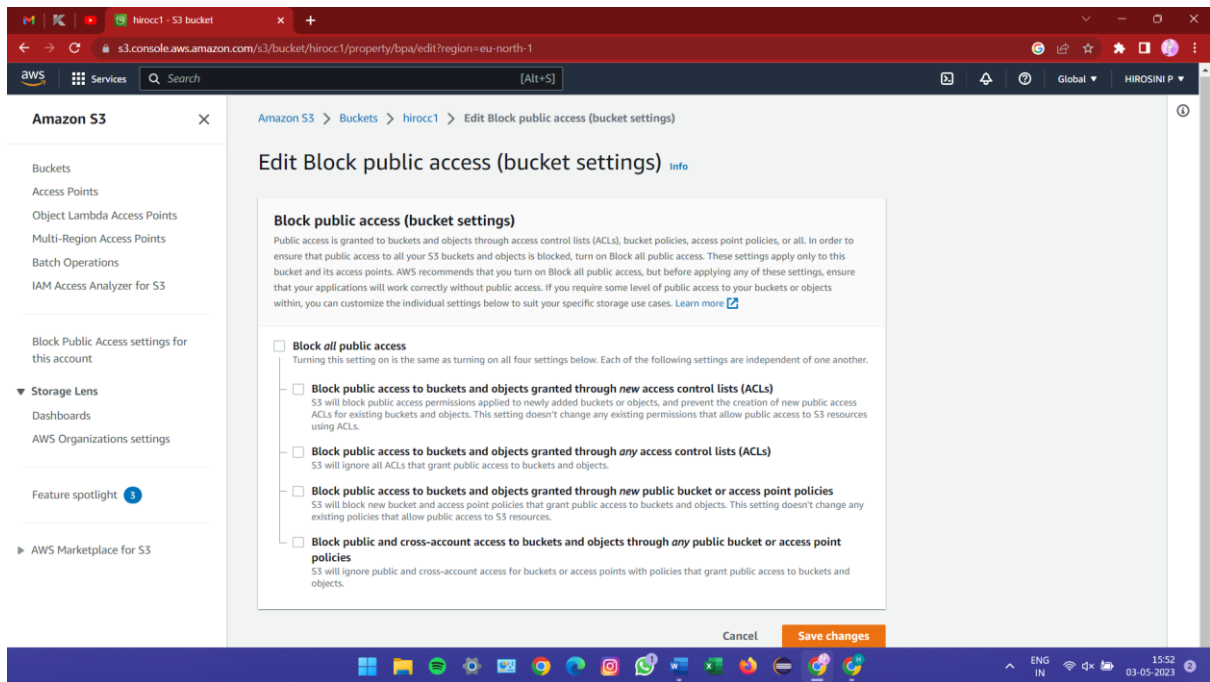 hirocc1 - S3 bucket
s3.console.aws.amazon.com/s3/bucket/hirocc1/property/bpa/edit?region=eu-north-1
aws
Services
Search
[Alt+S]
Global
HIROSINI P
Amazon S3
Buckets
Access Points
Object Lambda Access Points
Multi-Region Access Points
Batch Operations
IAM Access Analyzer for S3
Block Public Access settings for
this account
Storage Lens
Dashboards
AWS Organizations settings
Feature spotlight 3
AWS Marketplace for S3
Amazon S3 > Buckets > hirocc1 > Edit Block public access (bucket settings)
Edit Block public access (bucket settings) Info
Block public access (bucket settings)
Public access is granted to buckets and objects through access control lists (ACLs), bucket policies, access point policies, or all. In order to
ensure that public access to all your S3 buckets and objects is blocked, turn on Block all public access. These settings apply only to this
bucket and its access points. AWS recommends that you turn on Block all public access, but before applying any of these settings, ensure
that your applications will work correctly without public access. If you require some level of public access to your buckets or objects
within, you can customize the individual settings below to suit your specific storage use cases. Learn more
Block all public access
Turning this setting on is the same as turning on all four settings below. Each of the following settings are independent of one another.
Block public access to buckets and objects granted through new access control lists (ACLs)
S3 will block public access permissions applied to newly added buckets or objects, and prevent the creation of new public access
ACLs for existing buckets and objects. This setting doesn't change any existing permissions that allow public access to S3 resources
using ACLs.
Block public access to buckets and objects granted through any access control lists (ACLs)
S3 will ignore all ACLs that grant public access to buckets and objects.
Block public access to buckets and objects granted through new public bucket or access point policies
S3 will block new bucket and access point policies that grant public access to buckets and objects. This setting doesn't change any
existing policies that allow public access to S3 resources.
Block public and cross-account access to buckets and objects through any public bucket or access point
policies
S3 will ignore public and cross-account access for buckets or access points with policies that grant public access to buckets and
objects.
Cancel
Save changes
ENG
IN
15:52
03-05-2023
2